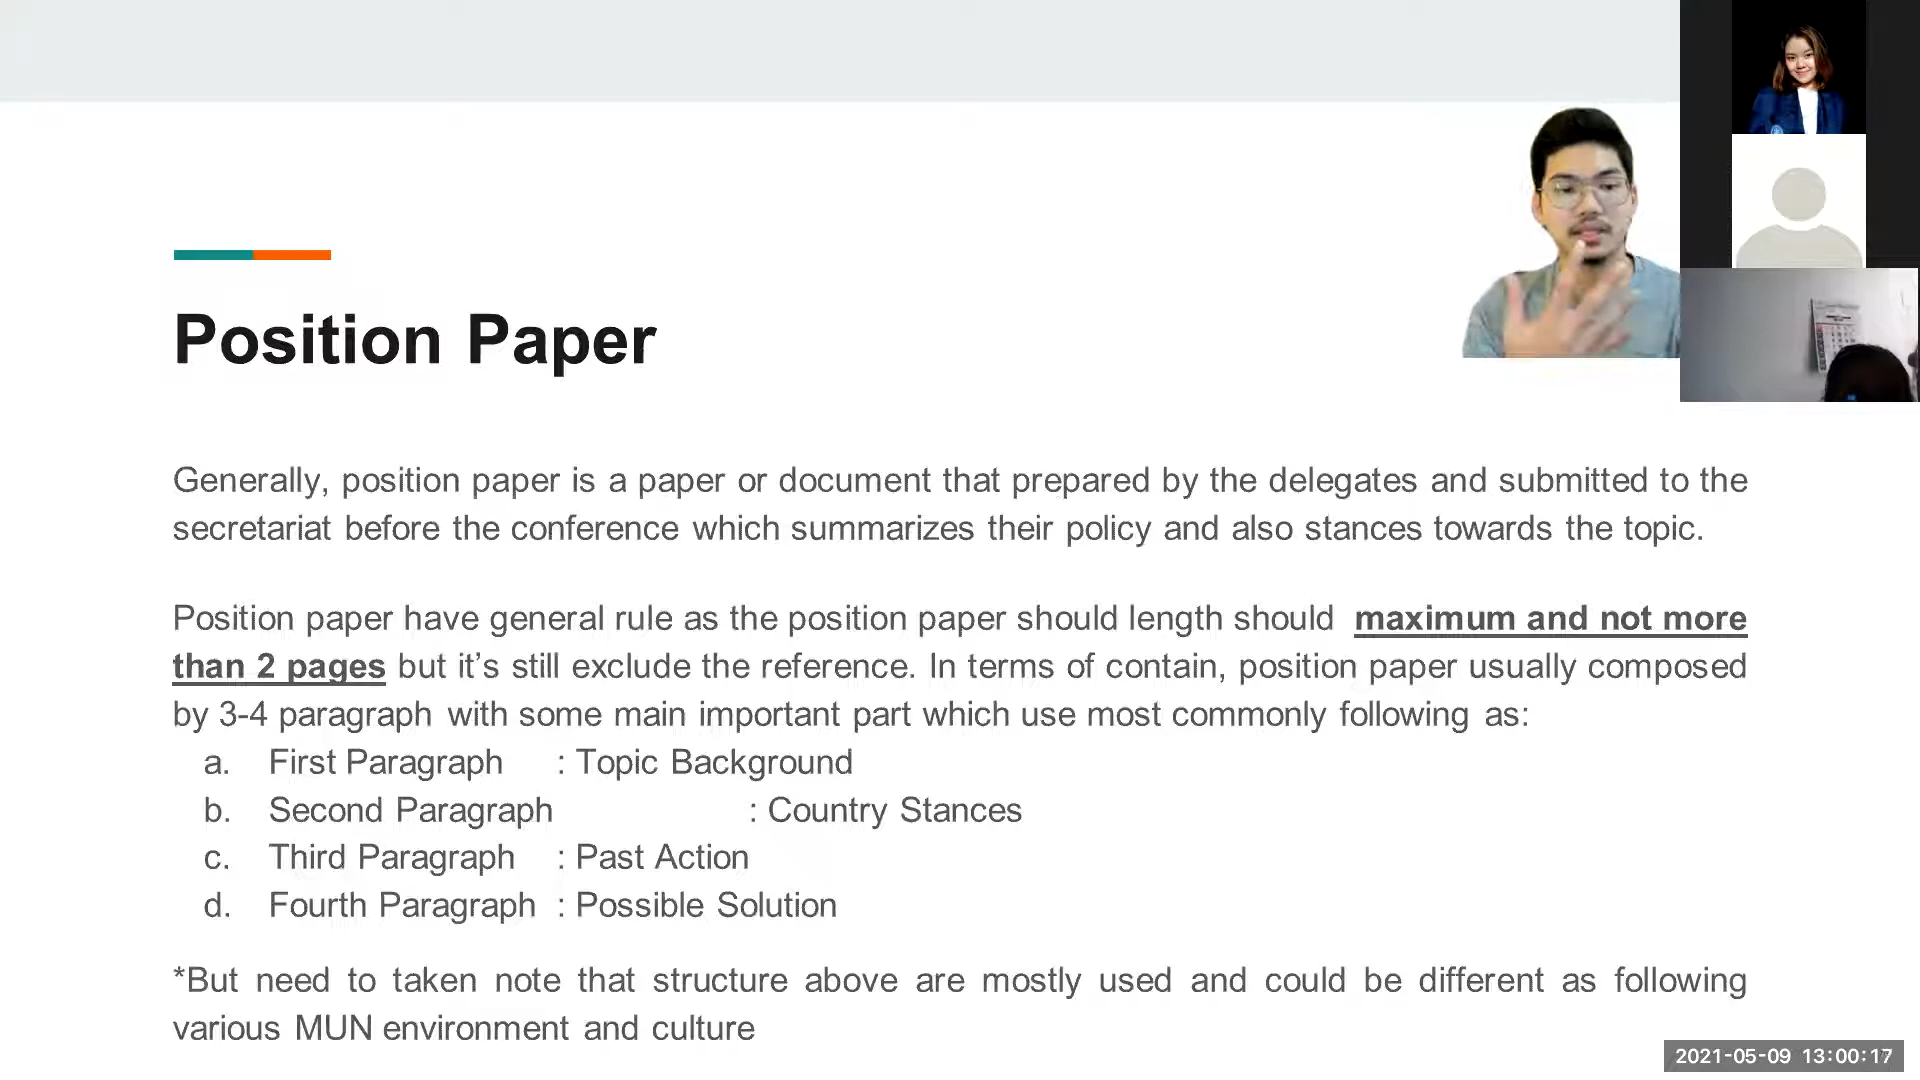 Position Paper
Generally, position paper is a paper or document that prepared by the delegates and submitted to the
secretariat before the conference which summarizes their policy and also stances towards the topic.
Position paper have general rule as the position paper should length should maximum and not more
than 2 pages but it’s still exclude the reference. In terms of contain, position paper usually composed
by 3-4 paragraph with some main important part which use most commonly following as:
a. First Paragraph : Topic Background
b. Second Paragraph : Country Stances
c. Third Paragraph : Past Action
d. Fourth Paragraph : Possible Solution
*But need to taken note that structure above are mostly used and could be different as following
various MUN environment and culture
2021-05-09 13:00:17